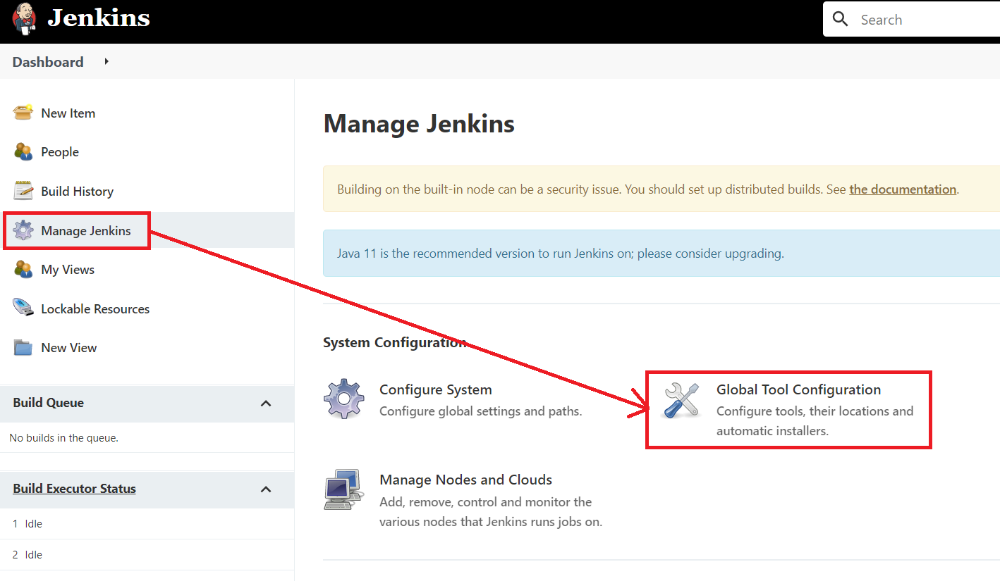 Jenkins
Search
Dashboard
New Item
People
Build History
Manage Jenkins
My Views
Lockable Resources
New View
Build Queue
No builds in the queue.
Build Executor Status
1 Idle
2 Idle
Manage Jenkins
Building on the built-in node can be a security issue. You should set up distributed builds. See the documentation.
Java 11 is the recommended version to run Jenkins on; please consider upgrading.
System Configuration
Configure System
Configure global settings and paths.
Global Tool Configuration
Configure tools, their locations and
automatic installers.
Manage Nodes and Clouds
Add, remove, control and monitor the
various nodes that Jenkins runs jobs on.